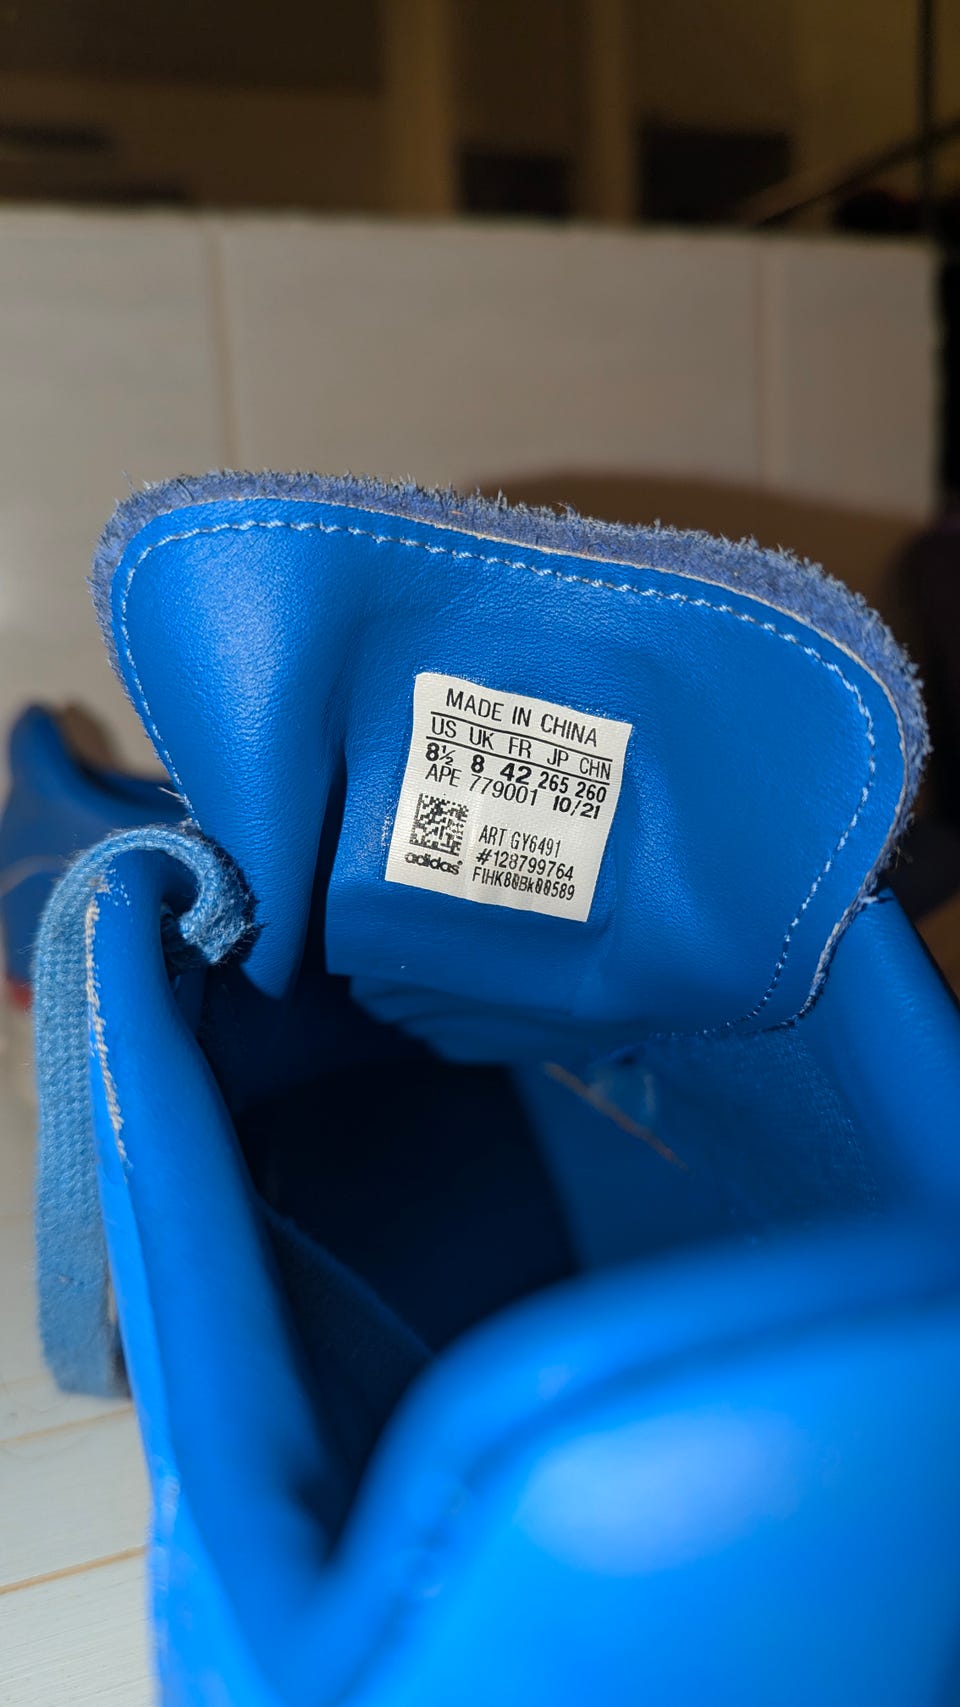 MADE IN CHINA
US UK FR JP CHN
8½ 8 42 265 260
APE 779001 10/21
ART GY6491
#128799764
adidas